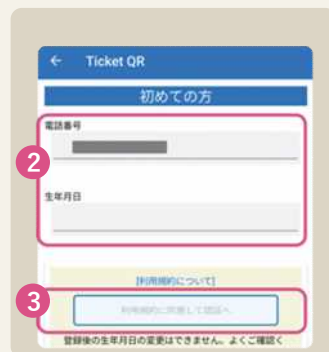 ← Ticket QR
初めての方
電話番号
2
生年月日
【利用規約について】
3
利用規約に同意して認証へ
登録後の生年月日の変更はできません。よくご確認く